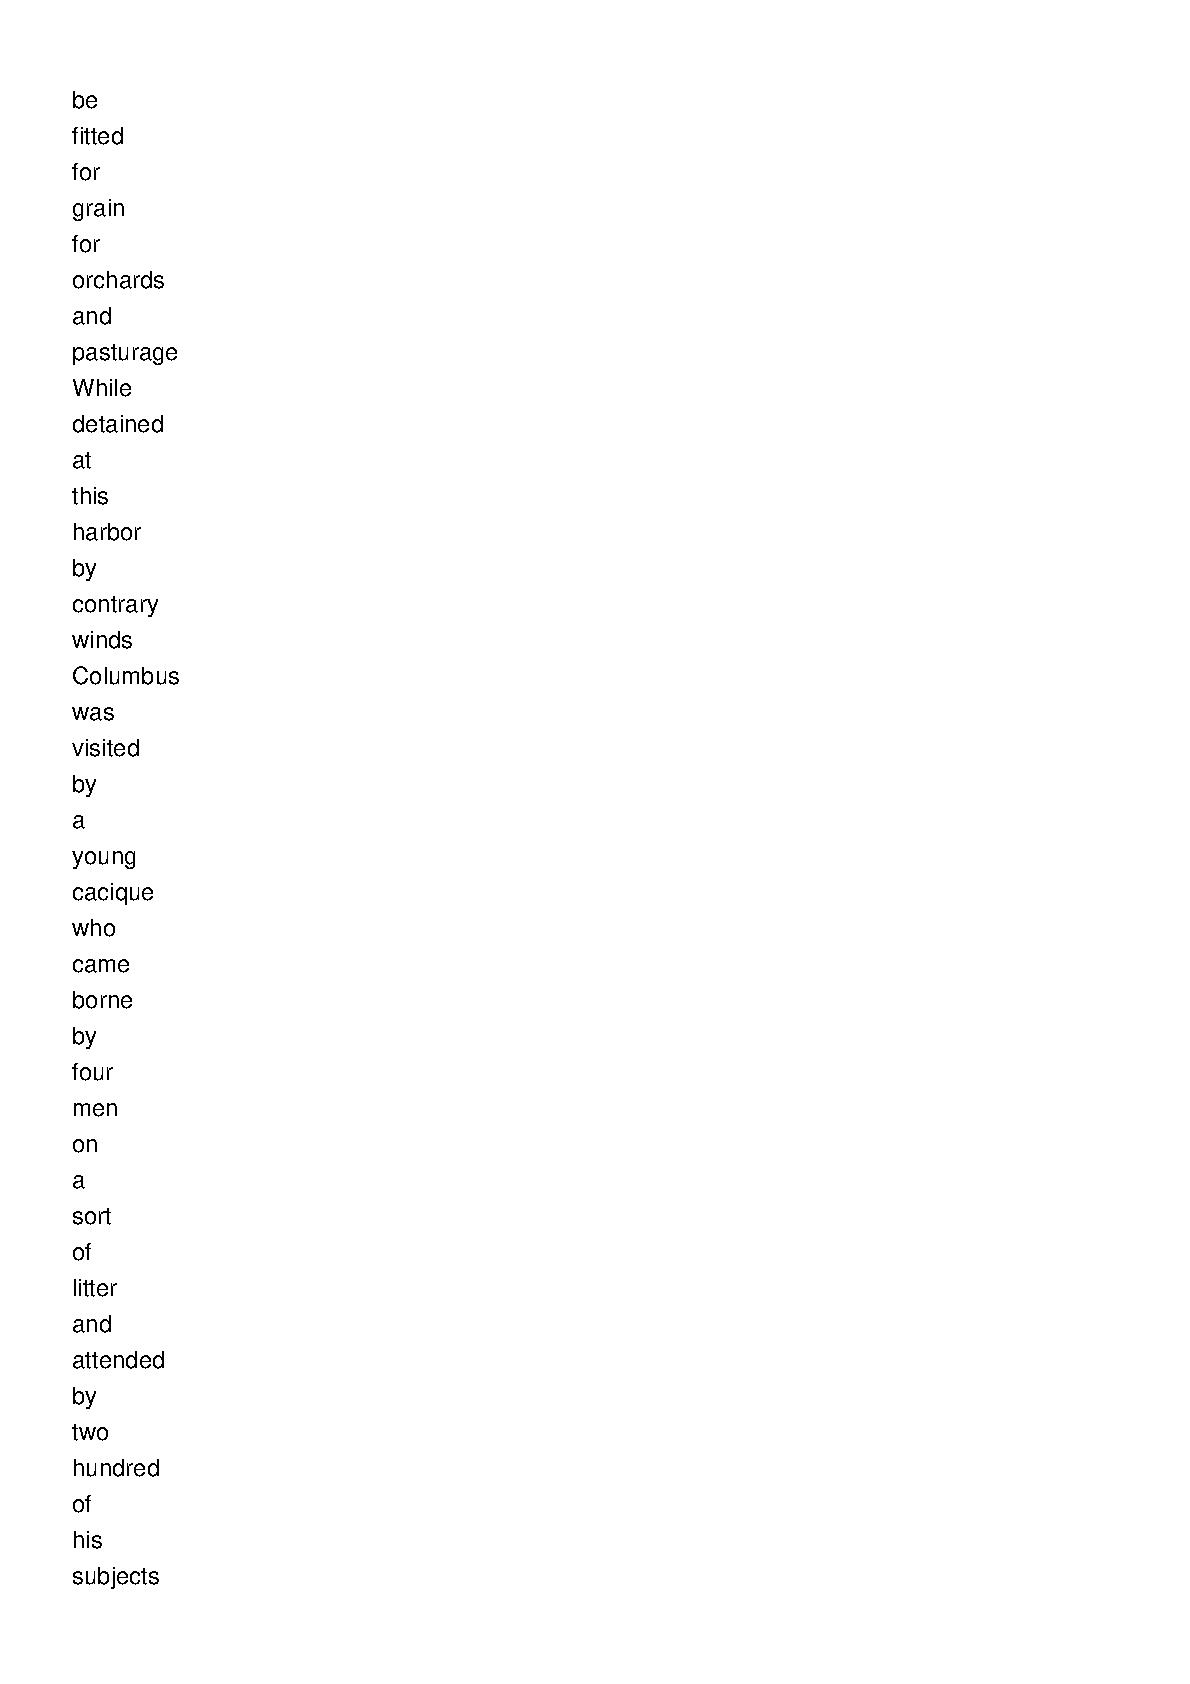 be
fitted
for
grain
for
orchards
and
pasturage
While
detained
at
this
harbor
by
contrary
winds
Columbus
was
visited
by
a
young
cacique
who
came
borne
by
four
men
on
a
sort
of
litter
and
attended
by
two
hundred
of
his
subjects